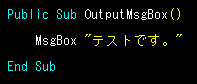 Public Sub OutputMsgBox()
MsgBox "テストです。"
End Sub